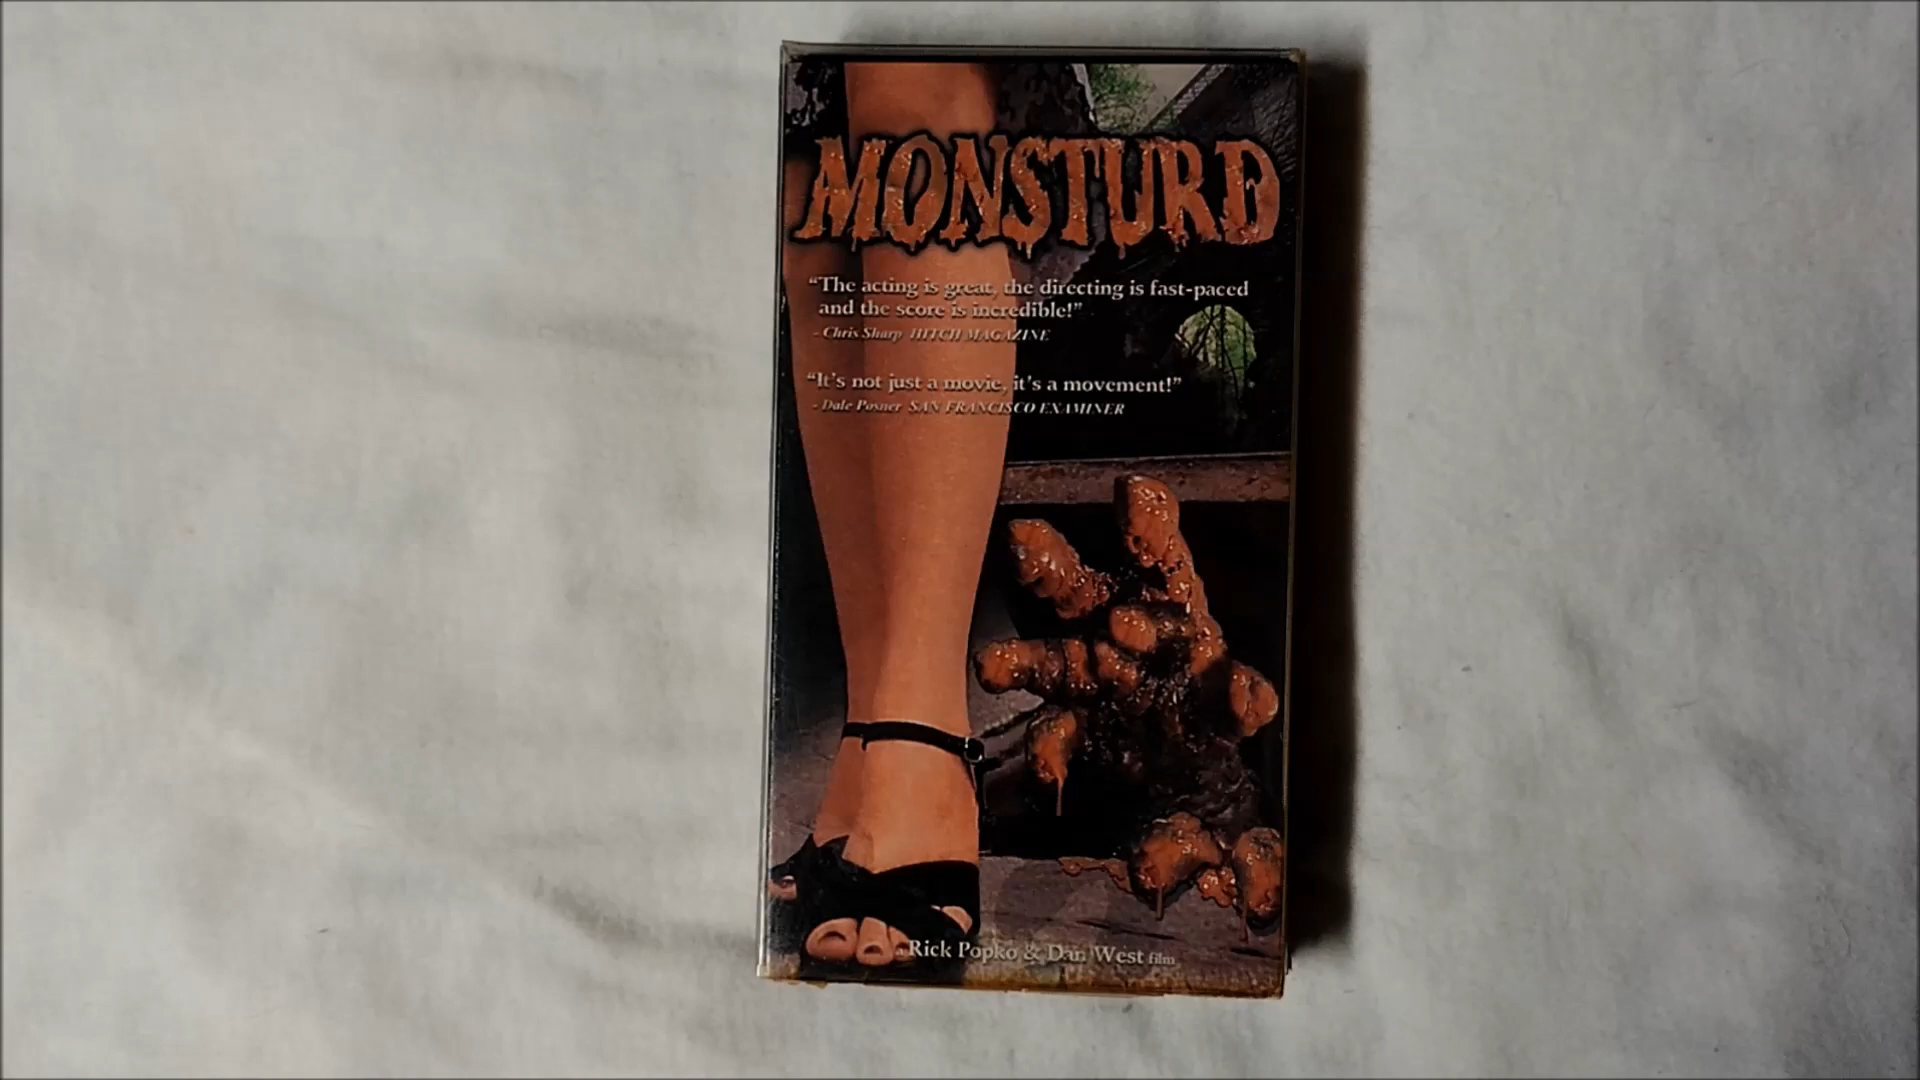 MONSTURD
“The acting is great, the directing is fast-paced
and the score is incredible!”
- Chris Sharp HITCH MAGAZINE
“It's not just a movie, it's a movement!”
- Dale Posner SAN FRANCISCO EXAMINER
a Rick Popko & Dan West film